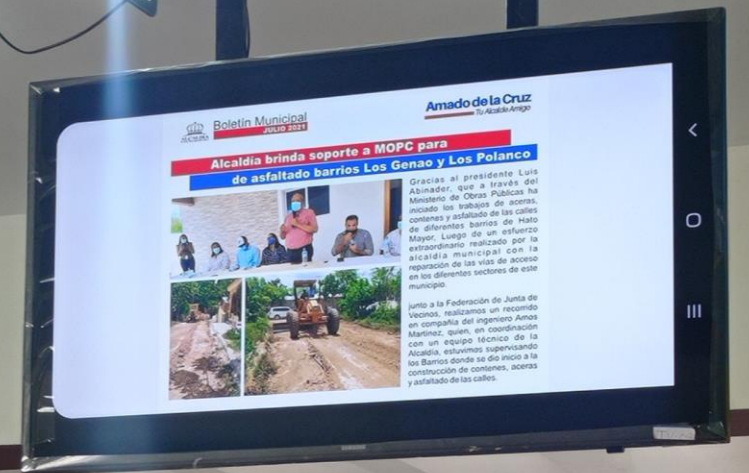 Boletín Municipal
JULIO 2021
Amado de la Cruz
Tu Alcalde Amigo
ALCALDÍA
Alcaldía brinda soporte a MOPC para
de asfaltado barrios Los Genao y Los Polanco
Gracias al presidente Luis
Abinader, que a través del
Ministerio de Obras Públicas ha
iniciado los trabajos de aceras,
contenes y asfaltado de las calles
de diferentes barrios de Hato
Mayor, Luego de un esfuerzo
extraordinario realizado por la
alcaldía municipal con la
reparación de las vías de acceso
en los diferentes sectores de este
municipio.
junto a la Federación de Junta de
Vecinos, realizamos un recorrido
en compañía del ingeniero Amos
Martínez, quien, en coordinación
con un equipo técnico de la
Alcaldía, estuvimos supervisando
los Barrios donde se dio inicio a la
construcción de contenes, aceras
y asfaltado de las calles.